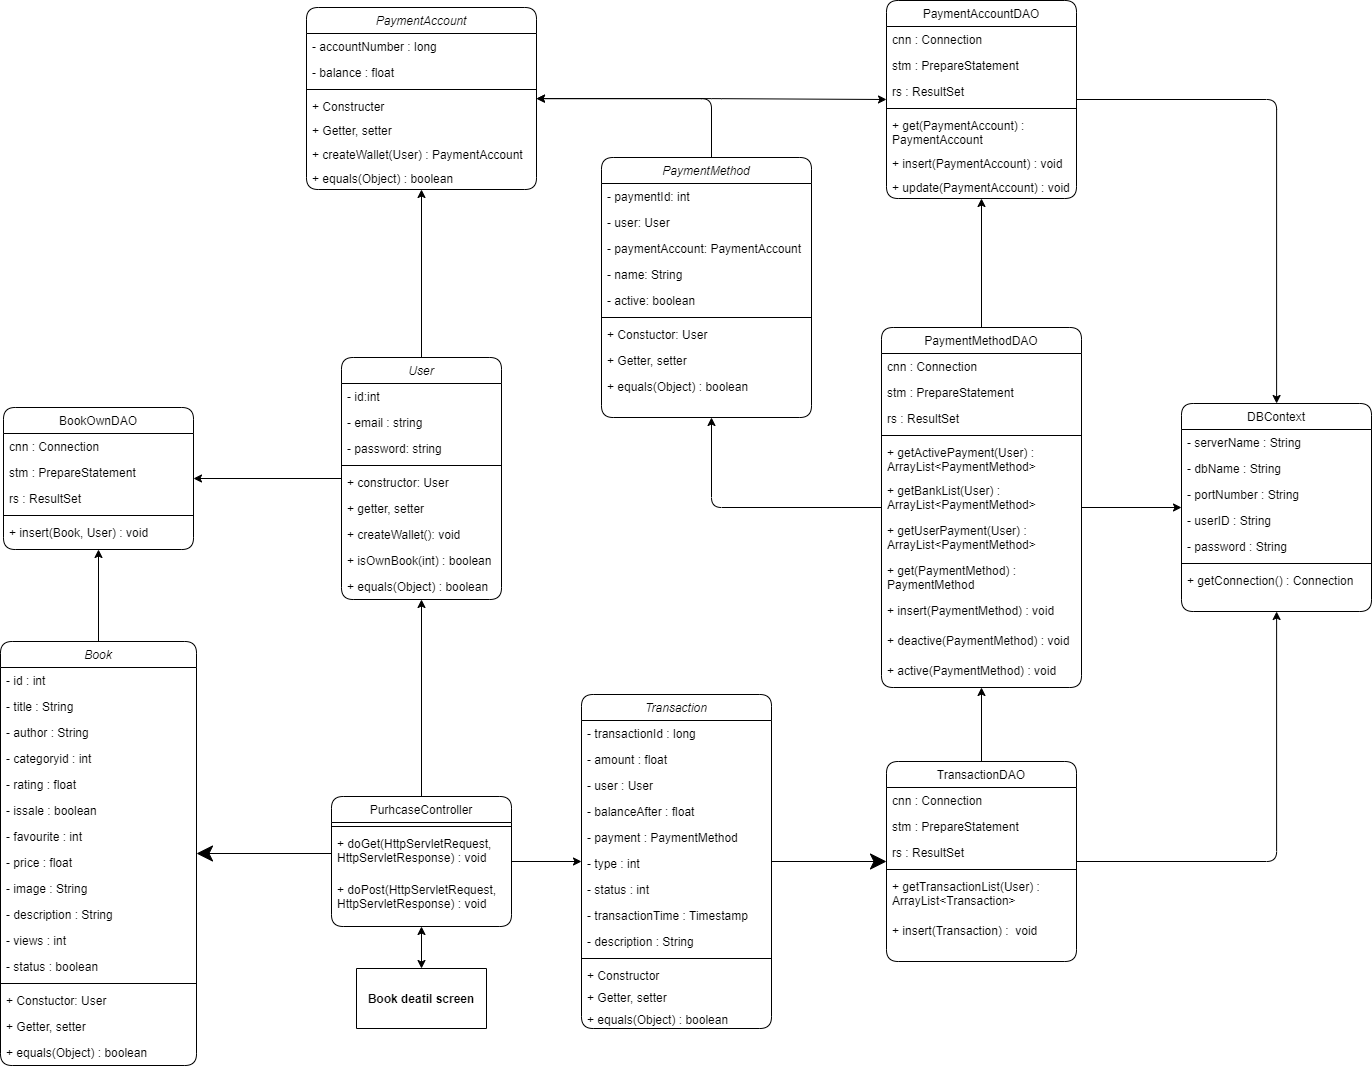 PaymentAccount
- accountNumber : long
- balance : float
+ Constructer
+ Getter, setter
+ createWallet(User) : PaymentAccount
+ equals(Object) : boolean
PaymentAccountDAO
cnn : Connection
stm : PrepareStatement
rs : ResultSet
+ get(PaymentAccount) :
PaymentAccount
+ insert(PaymentAccount) : void
+ update(PaymentAccount) : void
PaymentMethod
- paymentId: int
- user: User
- paymentAccount: PaymentAccount
- name: String
- active: boolean
+ Constuctor: User
+ Getter, setter
+ equals(Object) : boolean
User
- id:int
- email : string
- password: string
+ constructor: User
+ getter, setter
+ createWallet(): void
+ isOwnBook(int) : boolean
+ equals(Object) : boolean
BookOwnDAO
cnn : Connection
stm : PrepareStatement
rs : ResultSet
+ insert(Book, User) : void
PaymentMethodDAO
cnn : Connection
stm : PrepareStatement
rs : ResultSet
+ getActivePayment(User) :
ArrayList<PaymentMethod>
+ getBankList(User) :
ArrayList<PaymentMethod>
+ getUserPayment(User) :
ArrayList<PaymentMethod>
+ get(PaymentMethod) :
PaymentMethod
+ insert(PaymentMethod) : void
+ deactive(PaymentMethod) : void
+ active(PaymentMethod) : void
DBContext
- serverName : String
- dbName : String
- portNumber : String
- userID : String
- password : String
+ getConnection() : Connection
Book
- id : int
- title : String
- author : String
- categoryid : int
- rating : float
- issale : boolean
- favourite : int
- price : float
- image : String
- description : String
- views : int
- status : boolean
+ Constuctor: User
+ Getter, setter
+ equals(Object) : boolean
PurhcaseController
+ doGet(HttpServletRequest,
HttpServletResponse) : void
+ doPost(HttpServletRequest,
HttpServletResponse) : void
Book deatil screen
Transaction
- transactionId : long
- amount : float
- user : User
- balanceAfter : float
- payment : PaymentMethod
- type : int
- status : int
- transactionTime : Timestamp
- description : String
+ Constructor
+ Getter, setter
+ equals(Object) : boolean
TransactionDAO
cnn : Connection
stm : PrepareStatement
rs : ResultSet
+ getTransactionList(User) :
ArrayList<Transaction>
+ insert(Transaction) : void